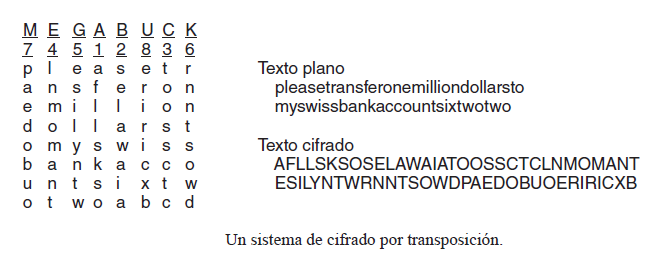 M E G A B U C K
7 4 5 1 2 8 3 6
p l e a s e t r
a n s f e r o n
e m i l l i o n
d o l l a r s t
o m y s w i s s
b a n k a c c o
u n t s i x t w
o t w o a b c d
Texto plano
pleasetransferonemilliondollarsto
myswissbankaccountsixtwotwo
Texto cifrado
AFLLSKSOSELAWAIATOOSSCTCLNMOMANT
ESILYNTWRNNTSOWDPAEDOBUOERIRICXB
Un sistema de cifrado por transposición.